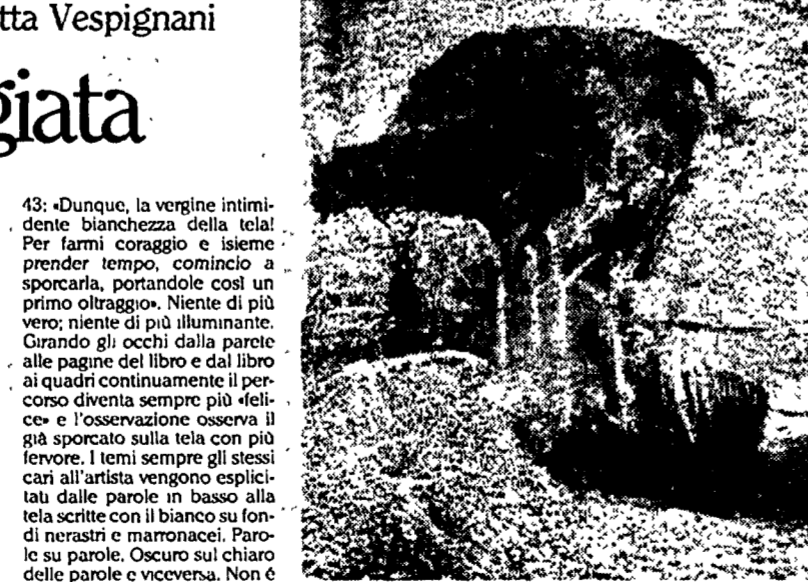 tta Vespignani
giata
43: «Dunque, la vergine intimi-
dente bianchezza della tela!
Per farmi coraggio e isieme
prender tempo, comincio a
sporcarla, portandole così un
primo oltraggio». Niente di più
vero; niente di più illuminante.
Girando gli occhi dalla parete
alle pagine del libro e dal libro
ai quadri continuamente il per-
corso diventa sempre più «feli-
ce» e l'osservazione osserva il
già sporcato sulla tela con più
fervore. I temi sempre gli stessi
cari all'artista vengono esplici-
tati dalle parole in basso alla
tela scritte con il bianco su fon-
di nerastri e marronacei. Paro-
le su parole. Oscuro sul chiaro
delle parole e viceversa. Non é